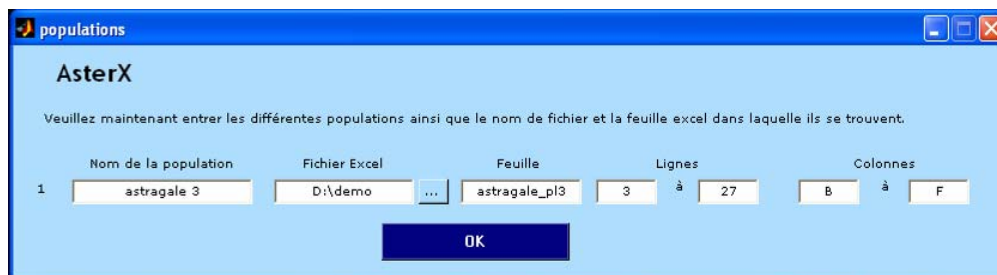 populations
AsterX
Veuillez maintenant entrer les différentes populations ainsi que le nom de fichier et la feuille excel dans laquelle ils se trouvent.
Nom de la population Fichier Excel Feuille Lignes Colonnes
1 astragale 3 D:\demo ... astragale_pl3 3 à 27 B à F
OK